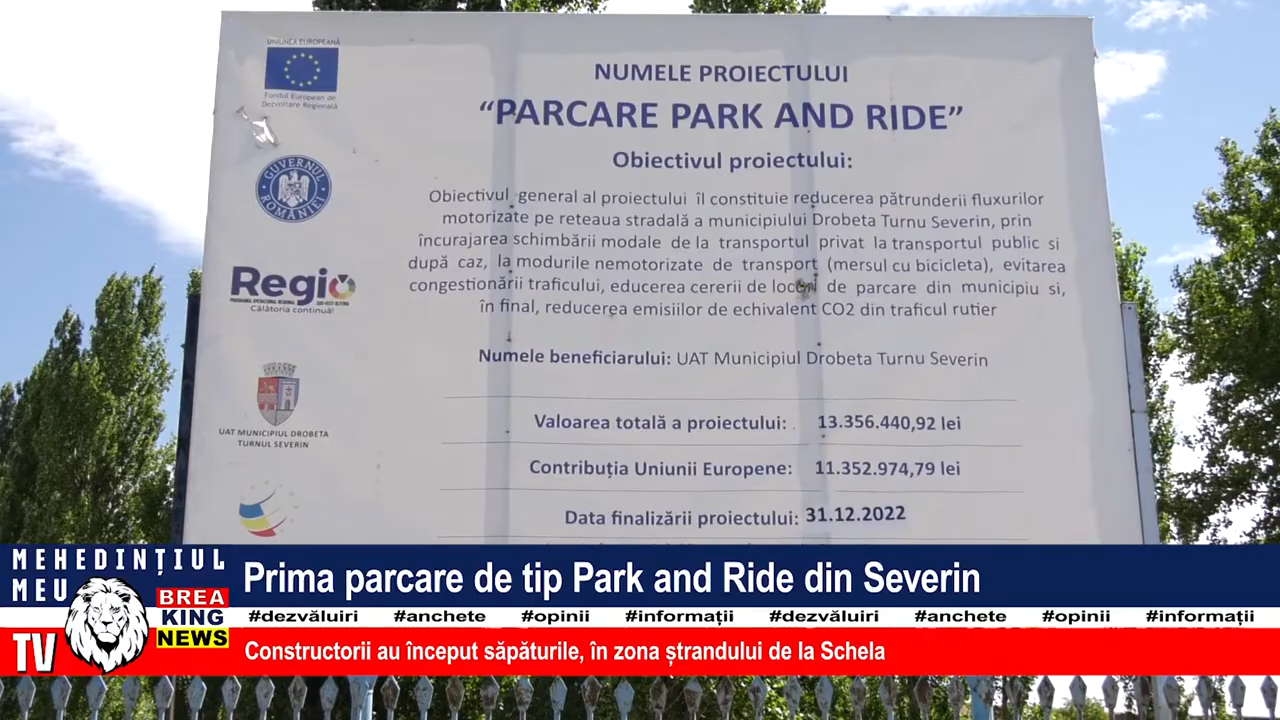 UNIUNEA EUROPEANĂ
Fondul European de
Dezvoltare Regională
GUVERNUL ROMÂNIEI
Regio
PROGRAMUL OPERAȚIONAL REGIONAL
Călătoria continuă!
UAT MUNICIPIUL DROBETA
TURNUL SEVERIN
NUMELE PROIECTULUI
“PARCARE PARK AND RIDE”
Obiectivul proiectului:
Obiectivul general al proiectului îl constituie reducerea pătrunderii fluxurilor
motorizate pe reteaua stradală a municipiului Drobeta Turnu Severin, prin
încurajarea schimbării modale de la transportul privat la transportul public si
după caz, la modurile nemotorizate de transport (mersul cu bicicleta), evitarea
congestionării traficului, educerea cererii de locuri de parcare din municipiu si,
în final, reducerea emisiilor de echivalent CO2 din traficul rutier
Numele beneficiarului: UAT Municipiul Drobeta Turnu Severin
Valoarea totală a proiectului: 13.356.440,92 lei
Contribuția Uniunii Europene: 11.352.974,79 lei
Data finalizării proiectului: 31.12.2022
MEHEDINȚIUL
MEU
TV
BREA
KING
NEWS
Prima parcare de tip Park and Ride din Severin
#dezvăluiri #anchete #opinii #informații #dezvăluiri #anchete #opinii #informații
Constructorii au început săpăturile, în zona ștrandului de la Schela